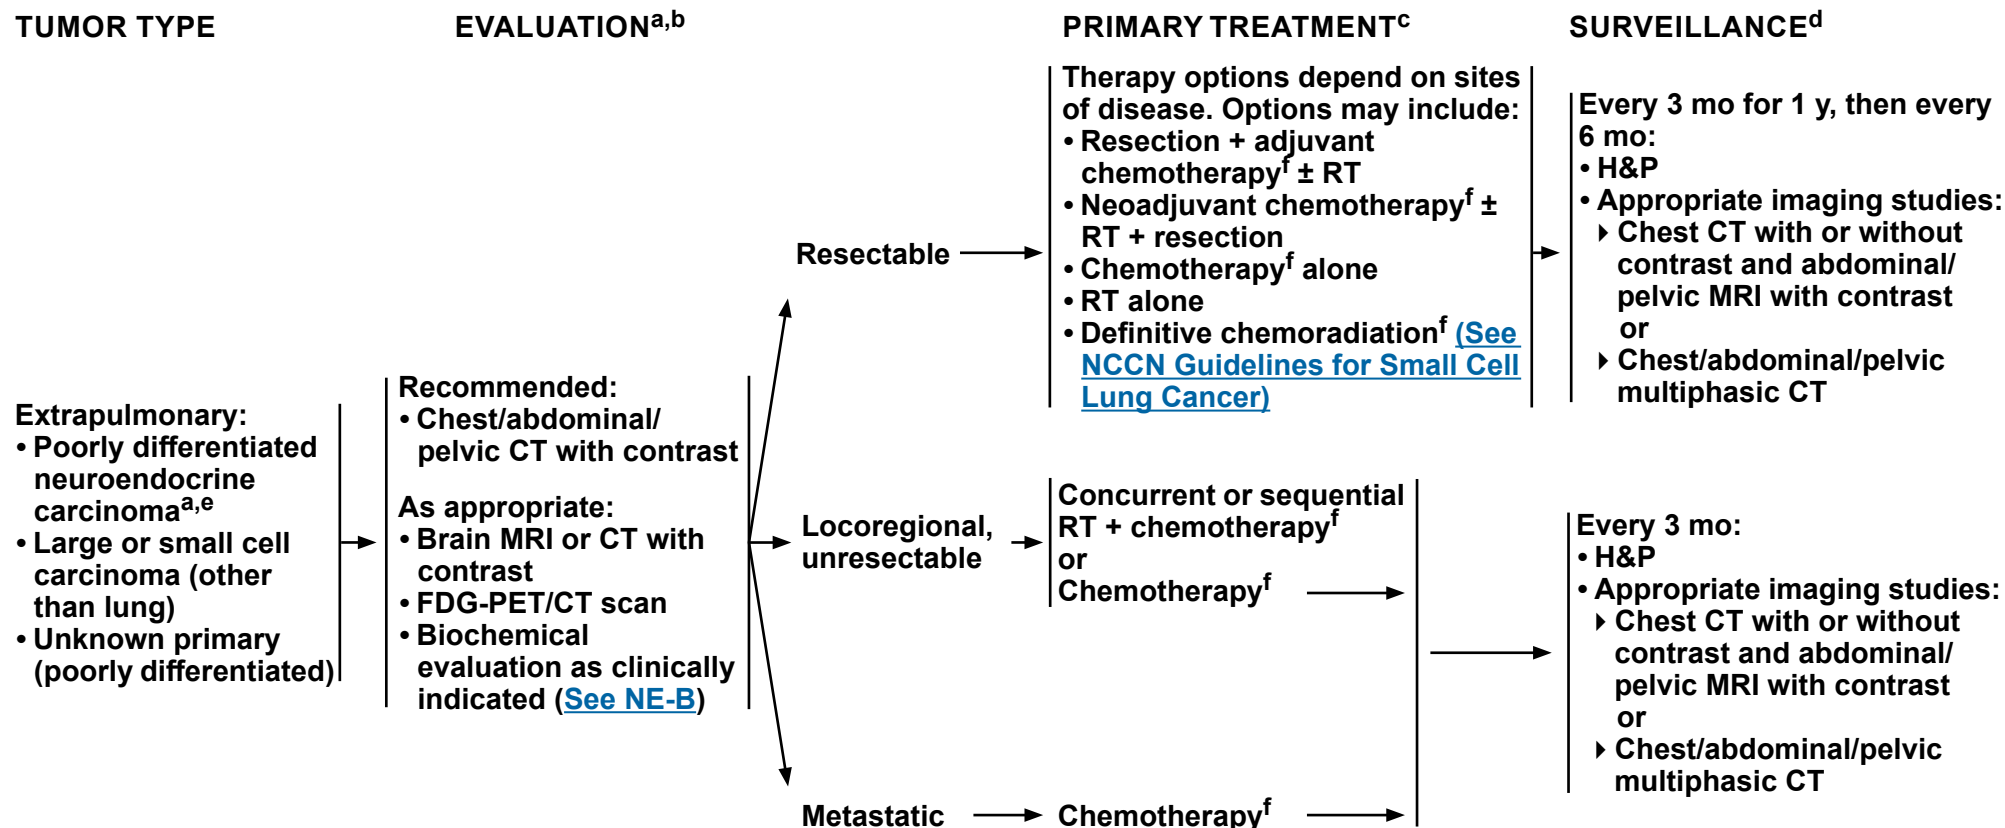 TUMOR TYPE
EVALUATIONa,b
PRIMARY TREATMENTc
SURVEILLANCEd
Extrapulmonary:
• Poorly differentiated
neuroendocrine
carcinomaa,e
• Large or small cell
carcinoma (other
than lung)
• Unknown primary
(poorly differentiated)
Recommended:
• Chest/abdominal/
pelvic CT with contrast
As appropriate:
• Brain MRI or CT with
contrast
• FDG-PET/CT scan
• Biochemical
evaluation as clinically
indicated (See NE-B)
Resectable
Therapy options depend on sites
of disease. Options may include:
• Resection + adjuvant
chemotherapyf ± RT
• Neoadjuvant chemotherapyf ±
RT + resection
• Chemotherapyf alone
• RT alone
• Definitive chemoradiationf (See
NCCN Guidelines for Small Cell
Lung Cancer)
Every 3 mo for 1 y, then every
6 mo:
• H&P
• Appropriate imaging studies:
Chest CT with or without
contrast and abdominal/
pelvic MRI with contrast
or
Chest/abdominal/pelvic
multiphasic CT
Locoregional,
unresectable
Concurrent or sequential
RT + chemotherapyf
or
Chemotherapyf
Metastatic
Chemotherapyf
Every 3 mo:
• H&P
• Appropriate imaging studies:
Chest CT with or without
contrast and abdominal/
pelvic MRI with contrast
or
Chest/abdominal/pelvic
multiphasic CT